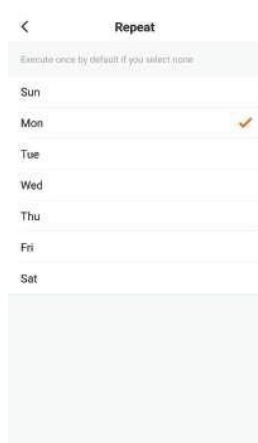 Repeat
Execute once by default if you select none
Sun
Mon
Tue
Wed
Thu
Fri
Sat